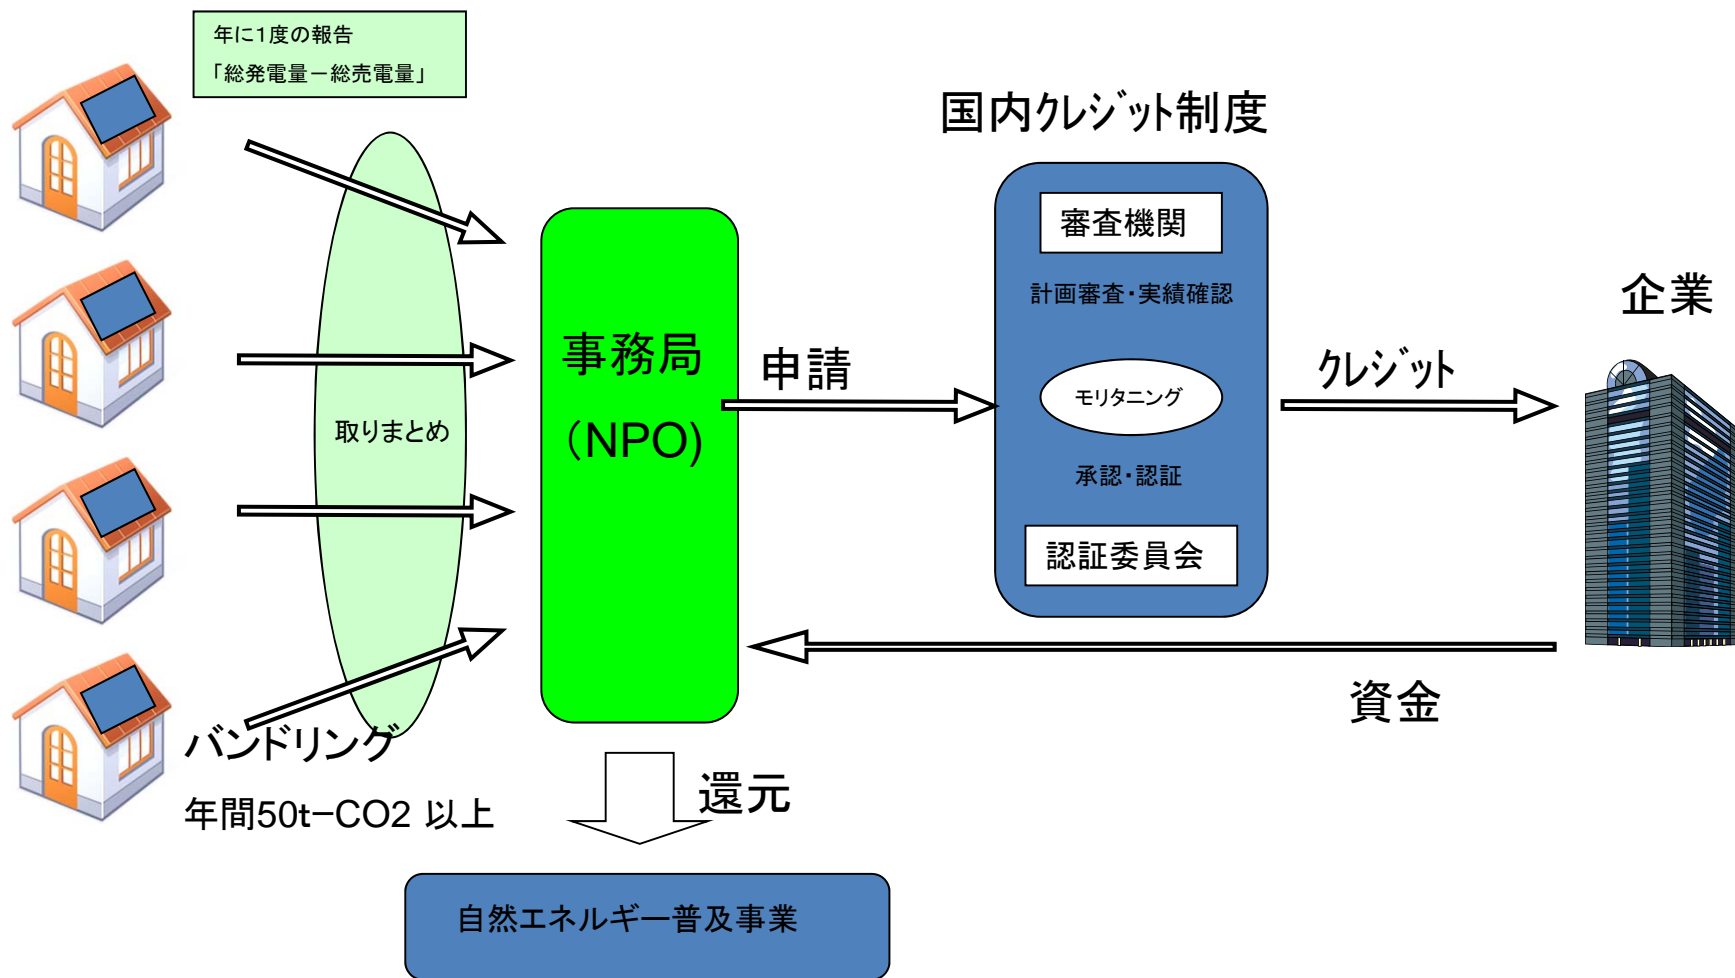 年に1度の報告
「総発電量－総売電量」
国内ｸﾚｼﾞｯﾄ制度
審査機関
計画審査・実績確認
モリタニング
承認・認証
認証委員会
企業
事務局
（NPO)
申請
ｸﾚｼﾞｯﾄ
取りまとめ
資金
バンドリング
年間50t−CO2 以上
還元
自然エネルギー普及事業